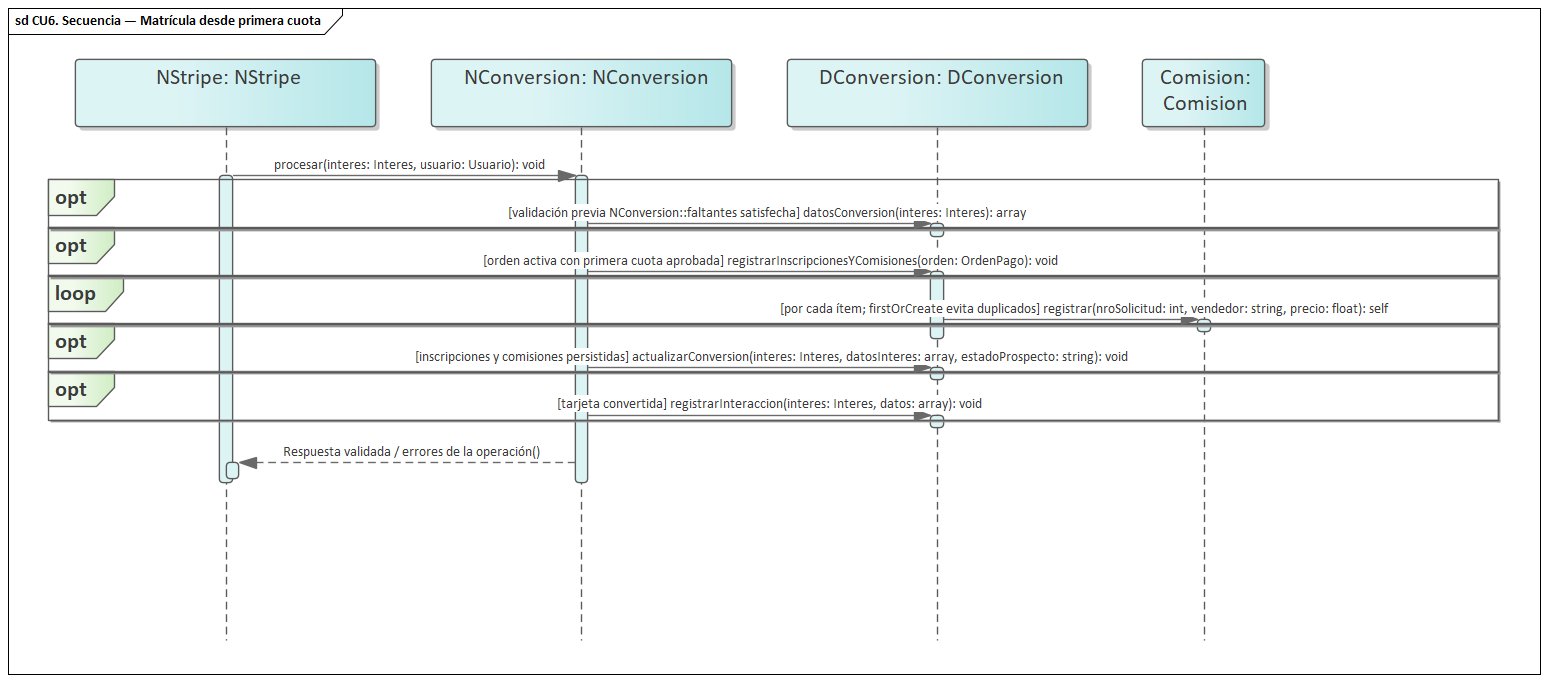 sd CU6. Secuencia — Matrícula desde primera cuota
NStripe: NStripe
NConversion: NConversion
DConversion: DConversion
Comision:
Comision
procesar(interes: Interes, usuario: Usuario): void
opt
[validación previa NConversion::faltantes satisfecha] datosConversion(interes: Interes): array
opt
[orden activa con primera cuota aprobada] registrarInscripcionesYComisiones(orden: OrdenPago): void
loop
[por cada ítem; firstOrCreate evita duplicados] registrar(nroSolicitud: int, vendedor: string, precio: float): self
opt
[inscripciones y comisiones persistidas] actualizarConversion(interes: Interes, datosInteres: array, estadoProspecto: string): void
opt
[tarjeta convertida] registrarInteraccion(interes: Interes, datos: array): void
Respuesta validada / errores de la operación()